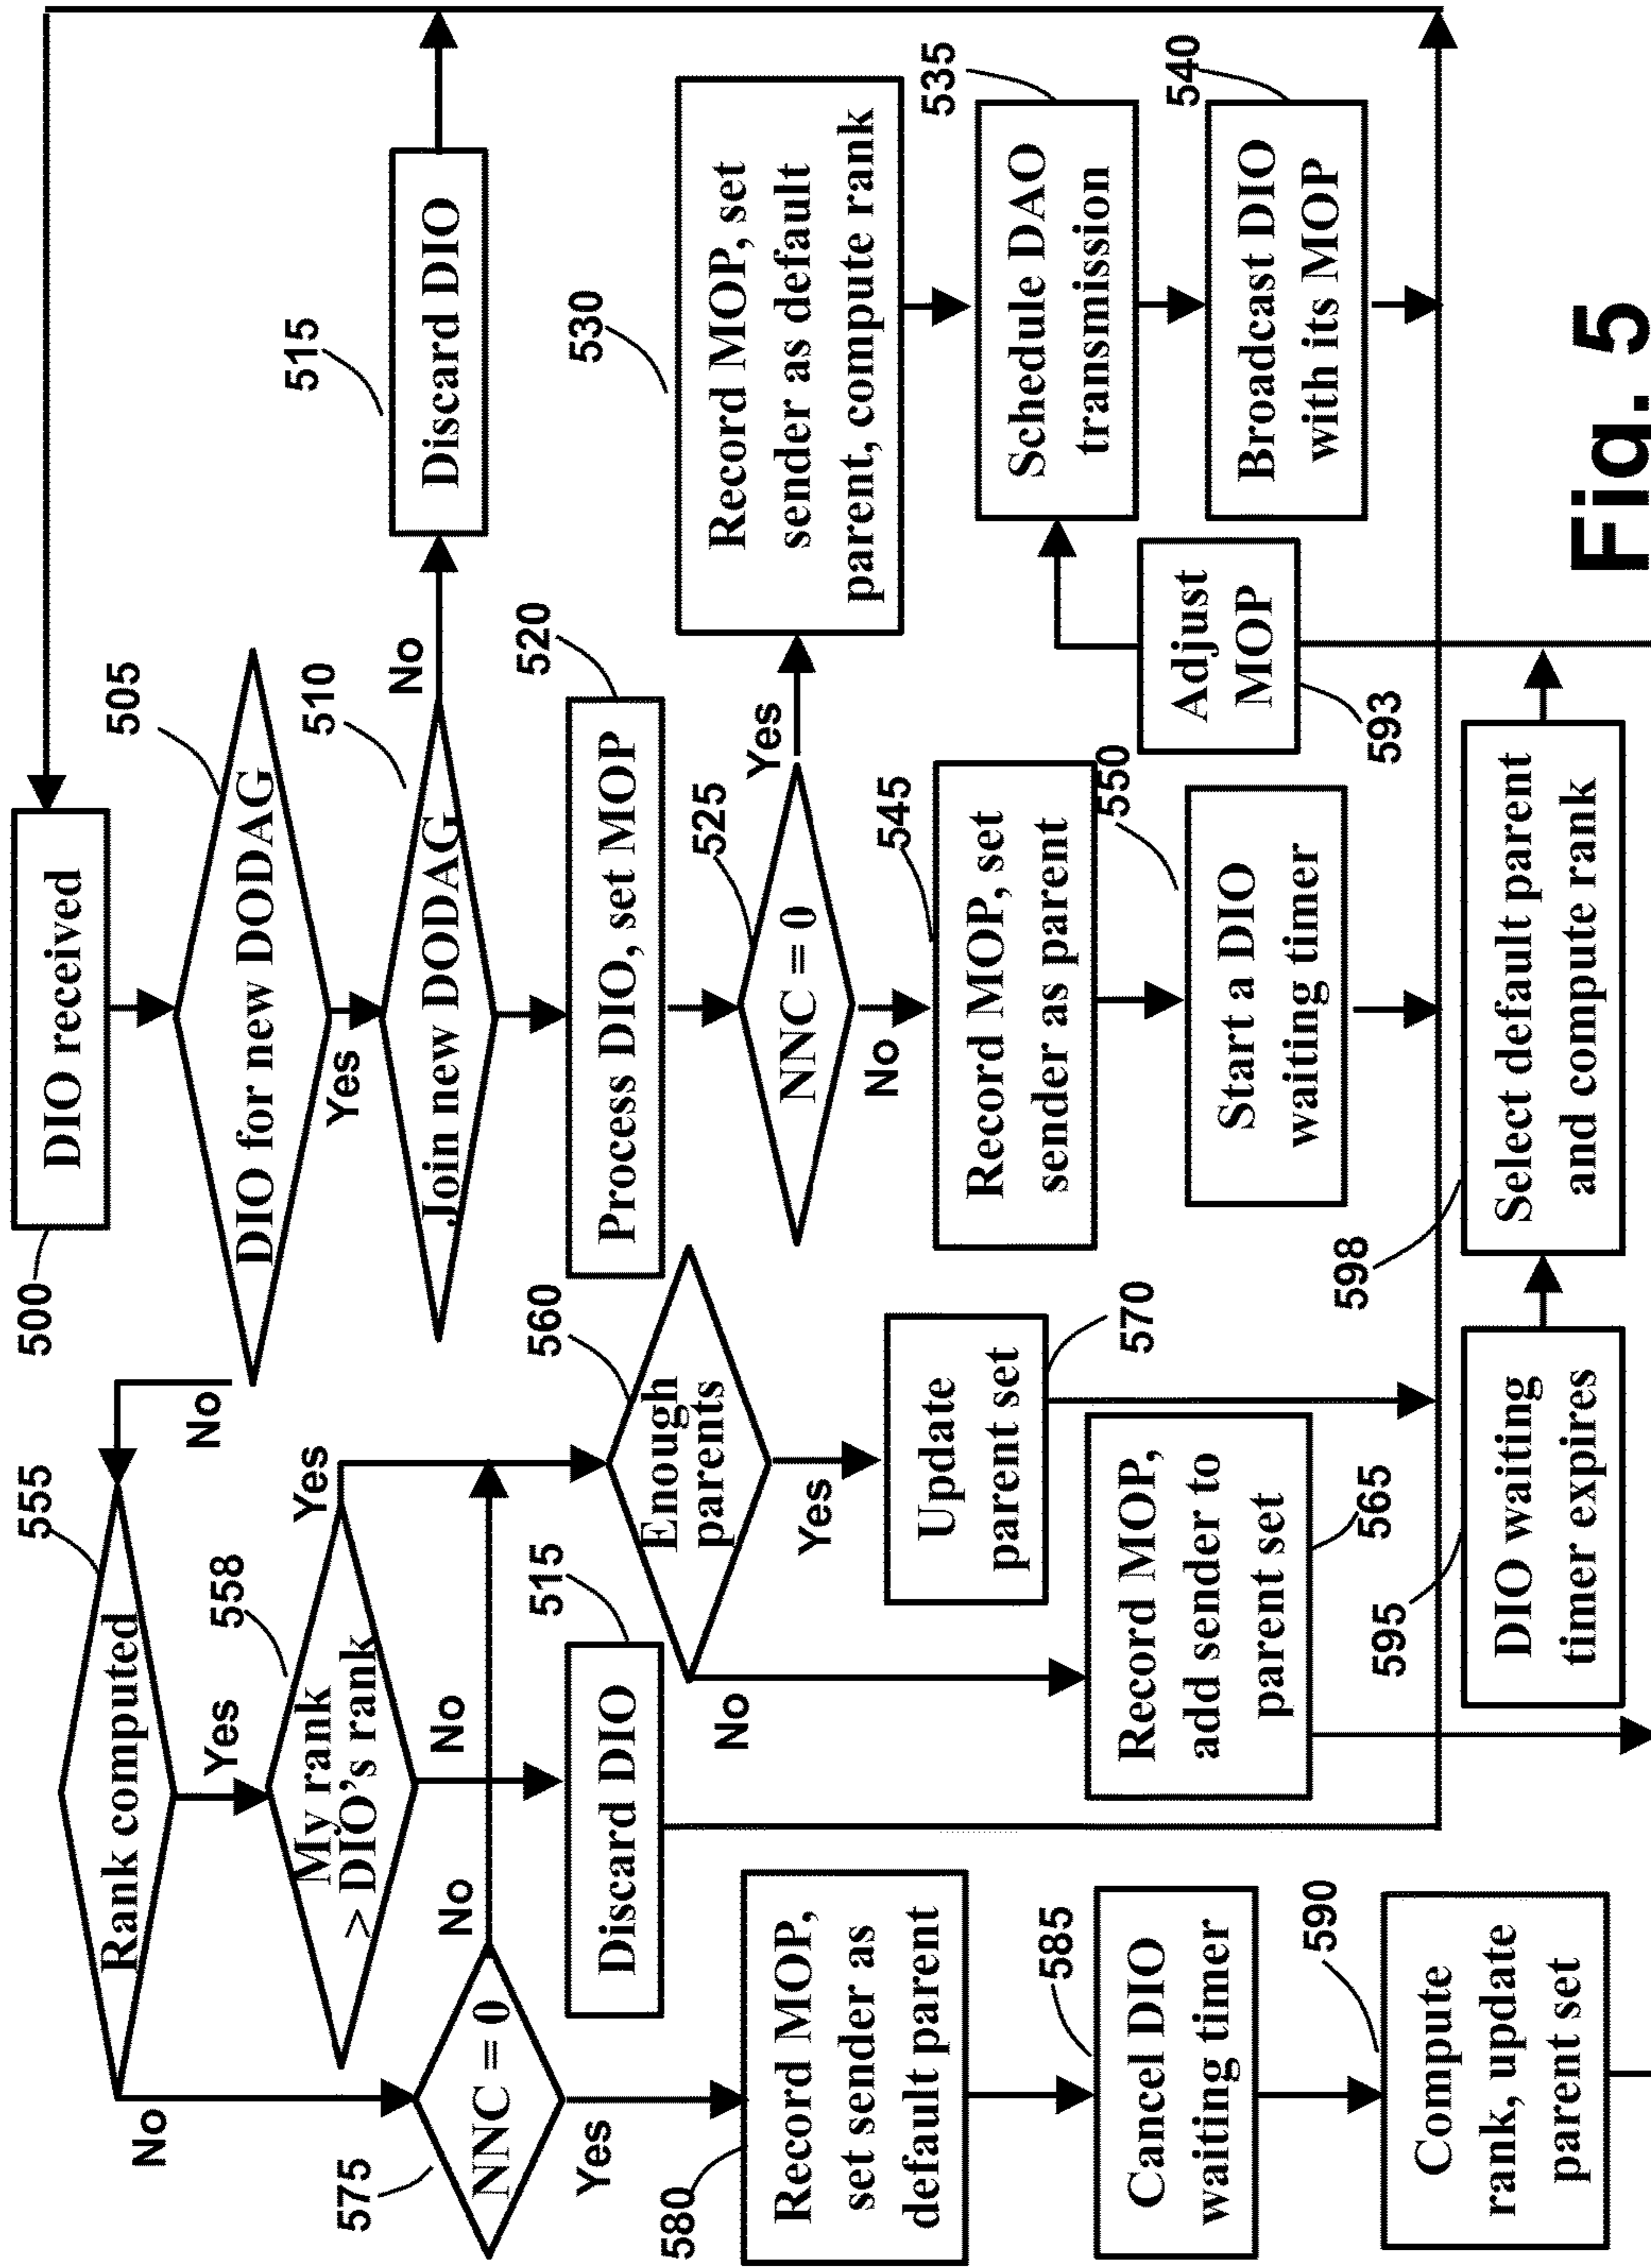 500
DIO received
505
DIO for new DODAG
Yes
No
510
Join new DODAG
No
515
Discard DIO
520
Process DIO, set MOP
525
NNC = 0
Yes
No
530
Record MOP, set
sender as default
parent, compute rank
535
Schedule DAO
transmission
540
Broadcast DIO
with its MOP
545
Record MOP, set
sender as parent
550
Start a DIO
waiting timer
593
Adjust
MOP
555
Rank computed
Yes
No
558
My rank
> DIO's rank
Yes
No
515
Discard DIO
560
Enough
parents
Yes
No
570
Update
parent set
565
Record MOP,
add sender to
parent set
575
NNC = 0
No
Yes
580
Record MOP,
set sender as
default parent
585
Cancel DIO
waiting timer
590
Compute
rank, update
parent set
595
DIO waiting
timer expires
598
Select default parent
and compute rank
Fig. 5